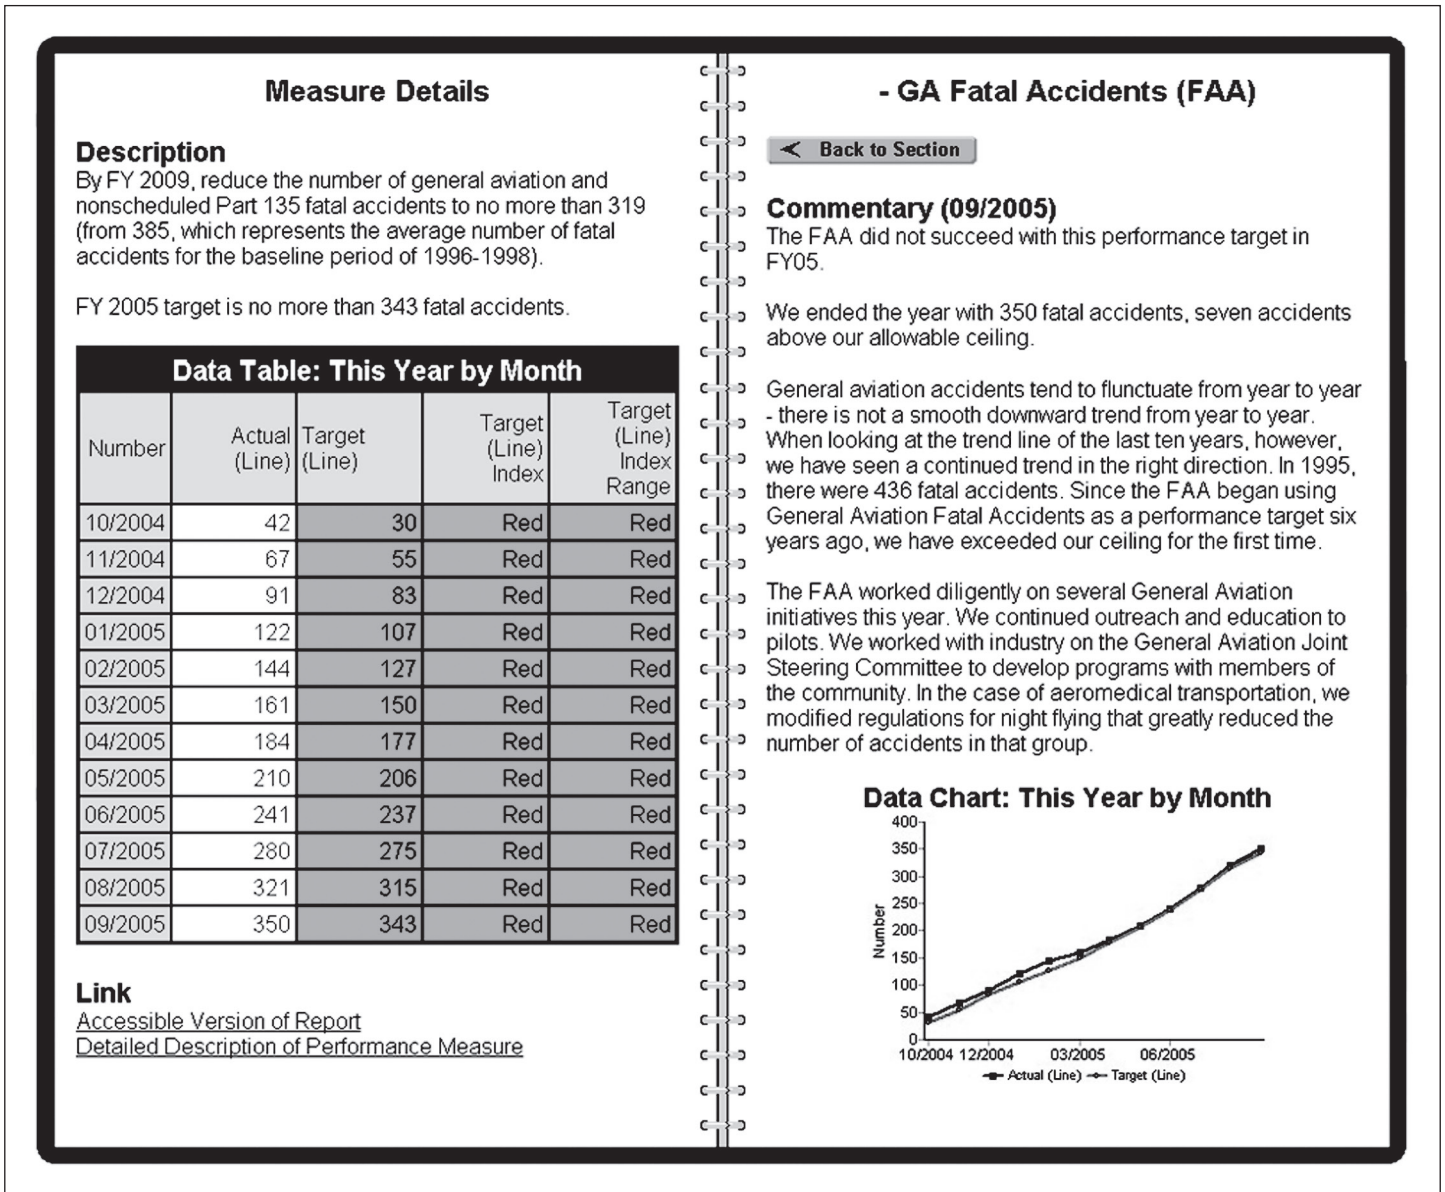 Measure Details
Description
By FY 2009, reduce the number of general aviation and
nonscheduled Part 135 fatal accidents to no more than 319
(from 385, which represents the average number of fatal
accidents for the baseline period of 1996-1998).
FY 2005 target is no more than 343 fatal accidents.
Data Table: This Year by Month
Number Actual (Line) Target (Line) Target (Line) Index Target (Line) Index Range
10/2004 42 30 Red Red
11/2004 67 55 Red Red
12/2004 91 83 Red Red
01/2005 122 107 Red Red
02/2005 144 127 Red Red
03/2005 161 150 Red Red
04/2005 184 177 Red Red
05/2005 210 206 Red Red
06/2005 241 237 Red Red
07/2005 280 275 Red Red
08/2005 321 315 Red Red
09/2005 350 343 Red Red
Link
Accessible Version of Report
Detailed Description of Performance Measure
- GA Fatal Accidents (FAA)
Back to Section
Commentary (09/2005)
The FAA did not succeed with this performance target in
FY05.
We ended the year with 350 fatal accidents, seven accidents
above our allowable ceiling.
General aviation accidents tend to flunctuate from year to year
- there is not a smooth downward trend from year to year.
When looking at the trend line of the last ten years, however,
we have seen a continued trend in the right direction. In 1995,
there were 436 fatal accidents. Since the FAA began using
General Aviation Fatal Accidents as a performance target six
years ago, we have exceeded our ceiling for the first time.
The FAA worked diligently on several General Aviation
initiatives this year. We continued outreach and education to
pilots. We worked with industry on the General Aviation Joint
Steering Committee to develop programs with members of
the community. In the case of aeromedical transportation, we
modified regulations for night flying that greatly reduced the
number of accidents in that group.
Data Chart: This Year by Month
400
350
300
250
200
150
100
50
0
Number
10/2004 12/2004 03/2005 06/2005
Actual (Line) Target (Line)